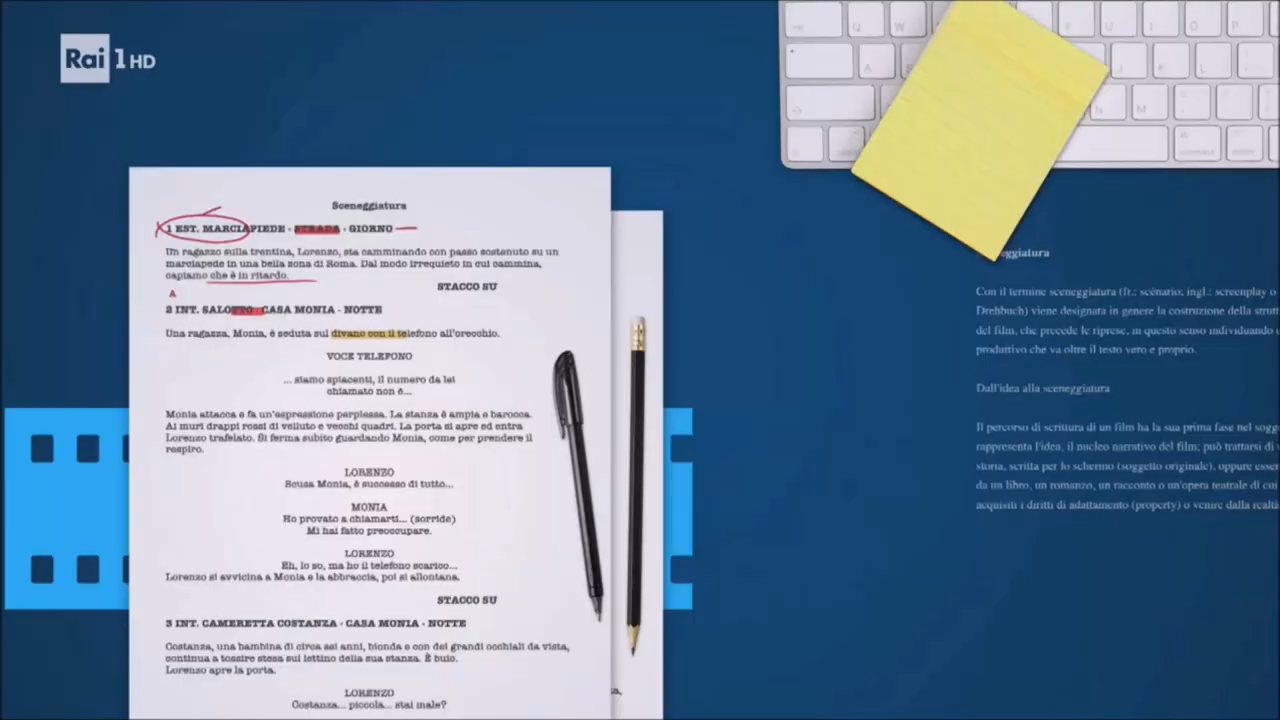 Rai 1 HD
Sceneggiatura
1 EST. MARCIAPIEDE - STRADA - GIORNO
Un ragazzo sulla trentina, Lorenzo, sta camminando con passo sostenuto su un
marciapede in una bella zona di Roma. Dal modo irrequieto in cui cammina,
capiamo che è in ritardo.
STACCO SU
A
2 INT. SALOTTO - CASA MONIA - NOTTE
Una ragazza, Monia, è seduta sul divano con il telefono all'orecchio.
VOCE TELEFONO
... siamo spiacenti, il numero da lei
chiamato non è...
Monia attacca e fa un'espressione perplessa. La stanza è ampia e barocca.
Ai muri drappi rossi di velluto e vecchi quadri. La porta si apre ed entra
Lorenzo trafelato. Si ferma subito guardando Monia, come per prendere il
respiro.
LORENZO
Scusa Monia, è successo di tutto...
MONIA
Ho provato a chiamarti... (sorride)
Mi hai fatto preoccupare.
LORENZO
Eh, lo so, ma ho il telefono scarico...
Lorenzo si avvicina a Monia e la abbraccia, poi si allontana.
STACCO SU
3 INT. CAMERETTA COSTANZA - CASA MONIA - NOTTE
Costanza, una bambina di circa sei anni, bionda e con dei grandi occhiali da vista,
continua a tossire stesa sul lettino della sua stanza. È buio.
Lorenzo apre la porta.
LORENZO
Costanza... piccola... stai male?
eggiatura
Con il termine sceneggiatura (fr.: scénario; ingl.: screenplay o
Drehbuch) viene designata in genere la costruzione della strutt
del film, che precede le riprese, in questo senso individuando
produttivo che va oltre il testo vero e proprio.
Dall'idea alla sceneggiatura
Il percorso di scrittura di un film ha la sua prima fase nel sogg
rappresenta l'idea, il nucleo narrativo del film; può trattarsi di
storia, scritta per lo schermo (soggetto originale), oppure esser
da un libro, un romanzo, un racconto o un'opera teatrale di cui
acquisiti i diritti di adattamento (property) o venire dalla realtà